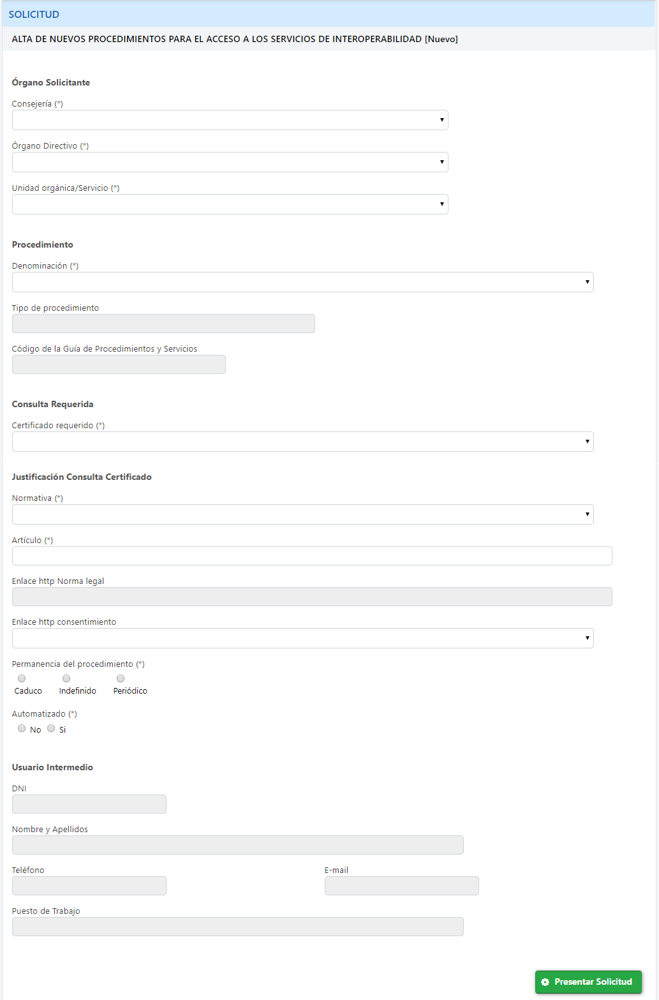 SOLICITUD
ALTA DE NUEVOS PROCEDIMIENTOS PARA EL ACCESO A LOS SERVICIOS DE INTEROPERABILIDAD [Nuevo]
Órgano Solicitante
Consejería (*)
Órgano Directivo (*)
Unidad orgánica/Servicio (*)
Procedimiento
Denominación (*)
Tipo de procedimiento
Código de la Guía de Procedimientos y Servicios
Consulta Requerida
Certificado requerido (*)
Justificación Consulta Certificado
Normativa (*)
Artículo (*)
Enlace http Norma legal
Enlace http consentimiento
Permanencia del procedimiento (*)
Caduco Indefinido Periódico
Automatizado (*)
No Si
Usuario Intermedio
DNI
Nombre y Apellidos
Teléfono E-mail
Puesto de Trabajo
Presentar Solicitud